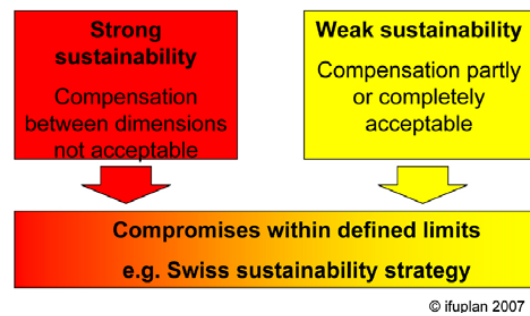 Strong
sustainability
Compensation
between dimensions
not acceptable
Weak sustainability
Compensation partly
or completely
acceptable
Compromises within defined limits
e.g. Swiss sustainability strategy
© ifuplan 2007